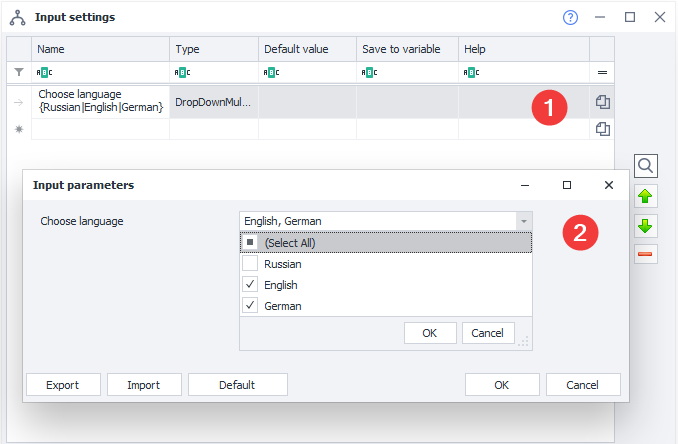 Input settings
Name Type Default value Save to variable Help
ABC ABC ABC ABC ABC
Choose language
{Russian|English|German} DropDownMul...
1
Input parameters
Choose language English, German
2
(Select All)
Russian
English
German
OK Cancel
Export Import Default OK Cancel